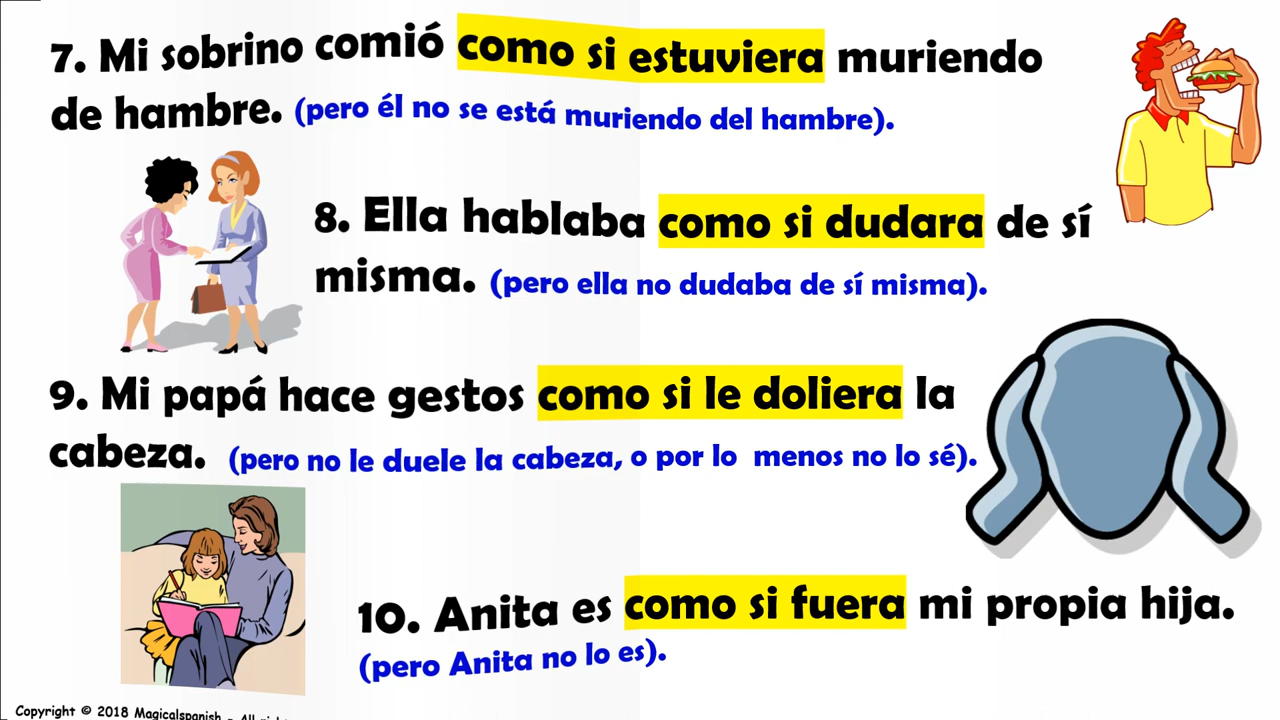 7. Mi sobrino comió como si estuviera muriendo
de hambre. (pero él no se está muriendo del hambre).
8. Ella hablaba como si dudara de sí
misma. (pero ella no dudaba de sí misma).
9. Mi papá hace gestos como si le doliera la
cabeza. (pero no le duele la cabeza, o por lo menos no lo sé).
10. Anita es como si fuera mi propia hija.
(pero Anita no lo es).
Copyright © 2018 Magicalspanish - All